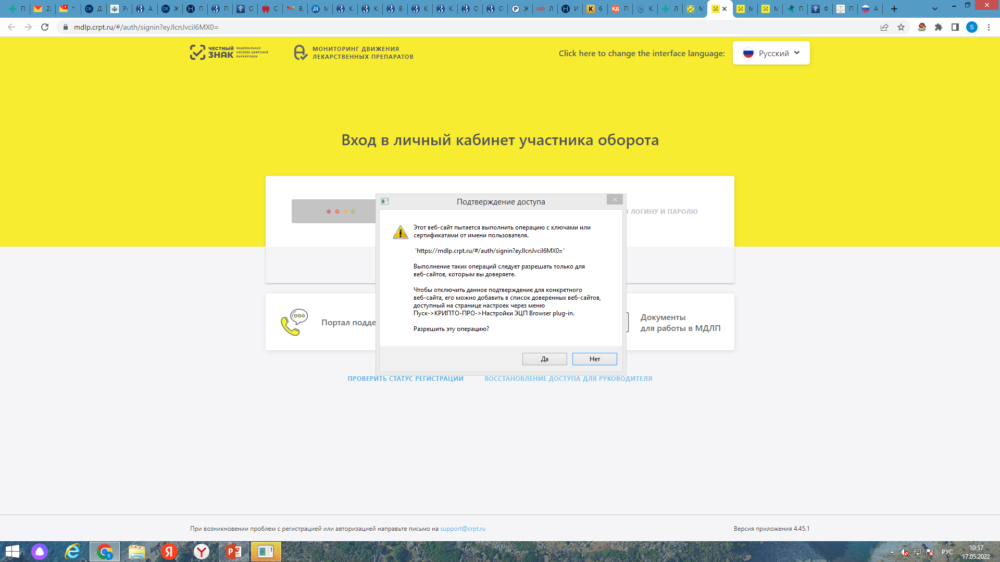 mdlp.crpt.ru/#/auth/signin?eyJlcnJvciI6MX0=
ЧЕСТНЫЙ ЗНАК
НАЦИОНАЛЬНАЯ СИСТЕМА ЦИФРОВОЙ МАРКИРОВКИ
МОНИТОРИНГ ДВИЖЕНИЯ
ЛЕКАРСТВЕННЫХ ПРЕПАРАТОВ
Click here to change the interface language:
Русский
Вход в личный кабинет участника оборота
Подтверждение доступа
ЛОГИНУ И ПАРОЛЮ
Этот веб-сайт пытается выполнить операцию с ключами или
сертификатами от имени пользователя.
'https://mdlp.crpt.ru/#/auth/signin?eyJlcnJvciI6MX0='
Выполнение таких операций следует разрешать только для
веб-сайтов, которым вы доверяете.
Чтобы отключить данное подтверждение для конкретного
веб-сайта, его можно добавить в список доверенных веб-сайтов,
доступный на странице настроек через меню
Пуск->КРИПТО-ПРО->Настройки ЭЦП Browser plug-in.
Разрешить эту операцию?
Да
Нет
Портал подде
Документы
для работы в МДЛП
ПРОВЕРИТЬ СТАТУС РЕГИСТРАЦИИ
ВОССТАНОВЛЕНИЕ ДОСТУПА ДЛЯ РУКОВОДИТЕЛЯ
При возникновении проблем с регистрацией или авторизацией направьте письмо на support@crpt.ru
Версия приложения 4.45.1
РУС
10:57
17.05.2022